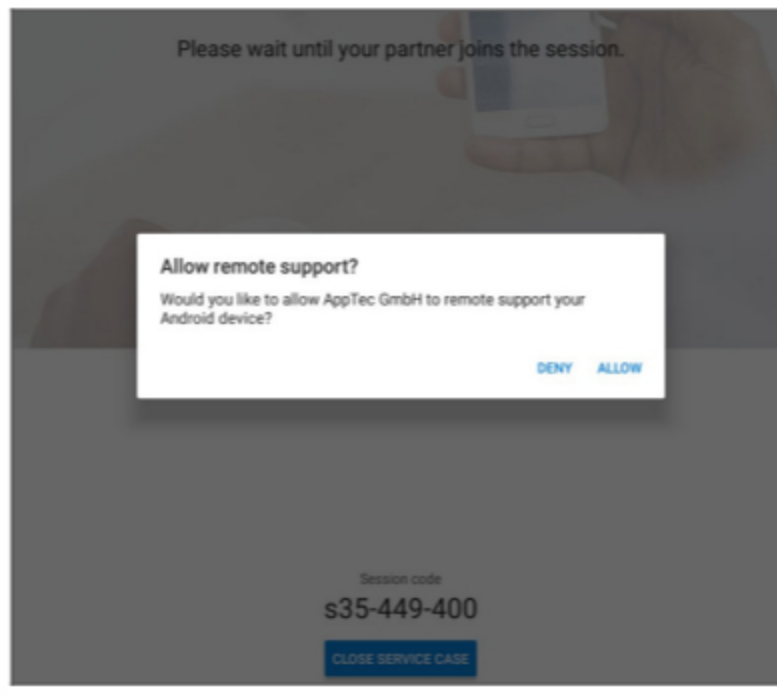 Please wait until your partner joins the session.
Allow remote support?
Would you like to allow AppTec GmbH to remote support your
Android device?
DENY ALLOW
Session code
s35-449-400
CLOSE SERVICE CASE